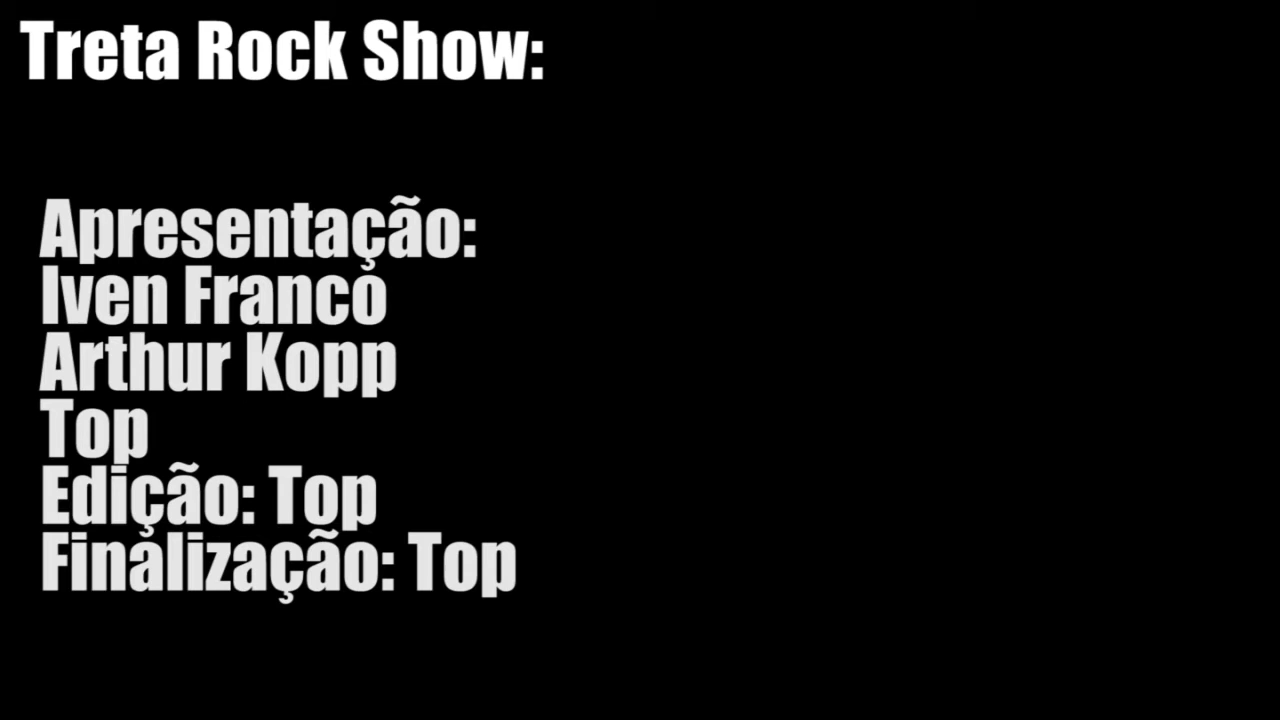 Treta Rock Show:
Apresentação:
Iven Franco
Arthur Kopp
Top
Edição: Top
Finalização: Top